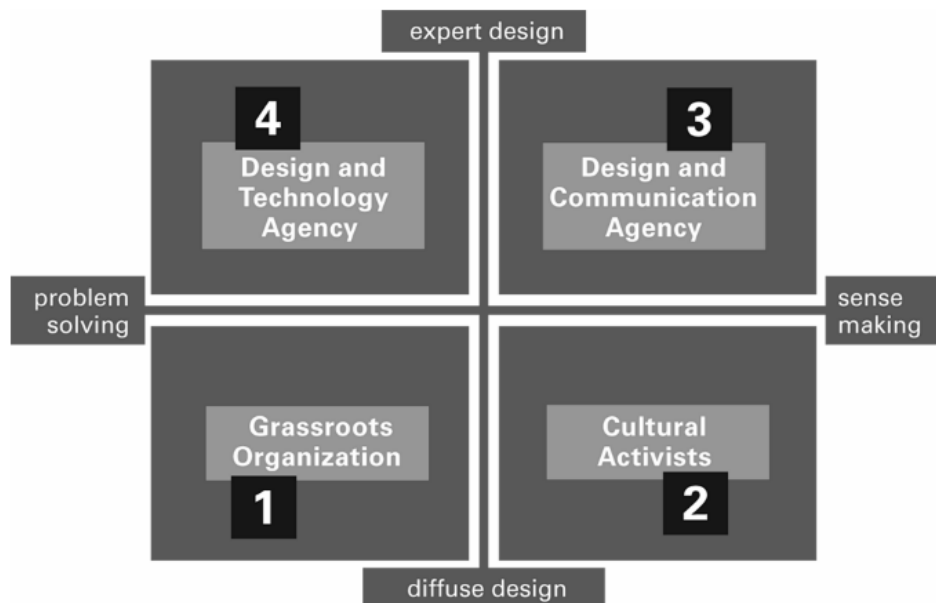 expert design
4
Design and
Technology
Agency
3
Design and
Communication
Agency
problem
solving
sense
making
Grassroots
Organization
1
Cultural
Activists
2
diffuse design